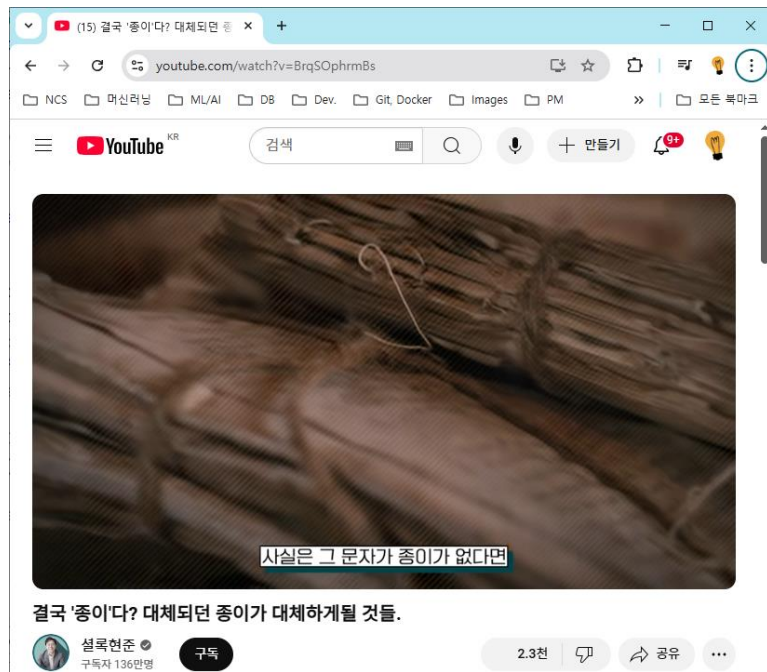 (15) 결국 '종이'다? 대체되던 종
youtube.com/watch?v=BrqSOphrmBs
NCS 머신러닝 ML/AI DB Dev. Git, Docker Images PM » 모든 북마크
YouTube KR 검색 만들기 9+
사실은 그 문자가 종이가 없다면
결국 '종이'다? 대체되던 종이가 대체하게될 것들.
셜록현준 구독 2.3천 공유
구독자 136만명